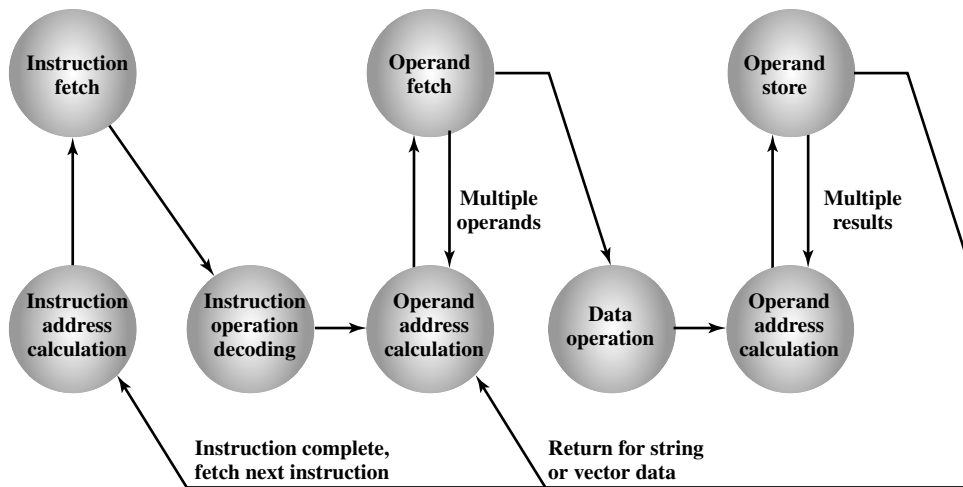 Instruction
fetch
Operand
fetch
Operand
store
Multiple
operands
Multiple
results
Instruction
address
calculation
Instruction
operation
decoding
Operand
address
calculation
Data
operation
Operand
address
calculation
Instruction complete,
fetch next instruction
Return for string
or vector data